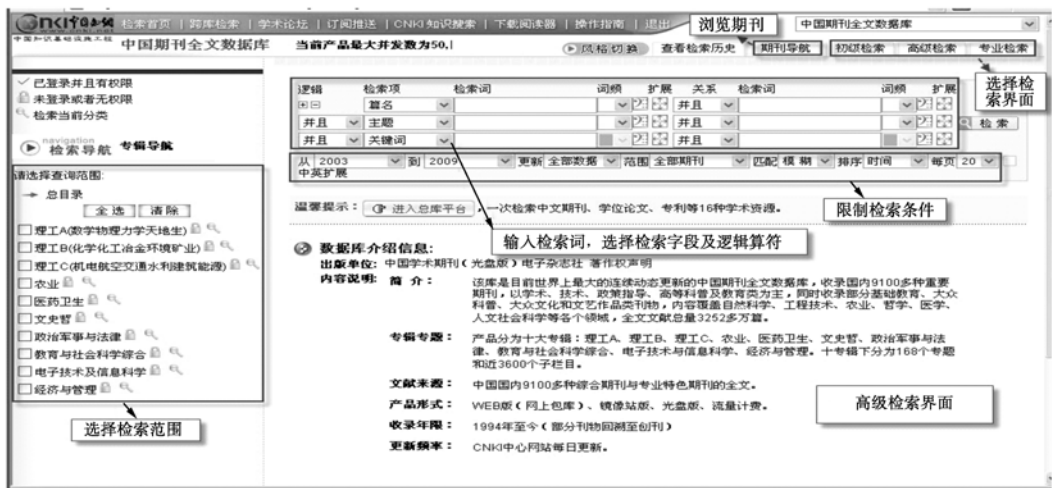 cnki中国知网 检索首页 | 跨库检索 | 学术论坛 | 订阅推送 | CNKI知识搜索 | 下载阅读器 | 操作指南 | 退出
浏览期刊
中国期刊全文数据库
中国知识基础设施工程
中国期刊全文数据库
当前产品最大并发数为50.
风格切换
查看检索历史
期刊导航
初级检索
高级检索
专业检索
选择检
索界面
已登录并且有权限
未登录或者无权限
检索当前分类
navigation
检索导航 专辑导航
请选择查询范围:
总目录
全选 清除
理工A(数学物理力学天地生)
理工B(化学化工冶金环境矿业)
理工C(机电航空交通水利建筑能源)
农业
医药卫生
文史哲
政治军事与法律
教育与社会科学综合
电子技术及信息科学
经济与管理
选择检索范围
逻辑 检索项 检索词 词频 扩展 关系 检索词 词频 扩展
篇名 并且
并且 主题 并且 检索
并且 关键词 并且
从 2003 到 2009 更新 全部数据 范围 全部期刊 匹配 模糊 排序 时间 每页 20
中英扩展
限制检索条件
温馨提示: 进入总库平台 ,一次检索中文期刊、学位论文、专利等16种学术资源。
输入检索词，选择检索字段及逻辑算符
数据库介绍信息:
出版单位: 中国学术期刊(光盘版)电子杂志社 著作权声明
内容说明: 简 介: 该库是目前世界上最大的连续动态更新的中国期刊全文数据库，收录国内9100多种重要
期刊，以学术、技术、政策指导、高等科普及教育类为主，同时收录部分基础教育、大众
科普、大众文化和文艺作品类刊物，内容覆盖自然科学、工程技术、农业、哲学、医学、
人文社会科学等各个领域，全文文献总量3252多万篇。
专辑专题: 产品分为十大专辑：理工A、理工B、理工C、农业、医药卫生、文史哲、政治军事与法
律、教育与社会科学综合、电子技术与信息科学、经济与管理。十专辑下分为168个专题
和近3600个子栏目。
文献来源: 中国国内9100多种综合期刊与专业特色期刊的全文。
产品形式: WEB版(网上包库)、镜像站版、光盘版、流量计费。
收录年限: 1994年至今(部分刊物回溯至创刊)
更新频率: CNKI中心网站每日更新。
高级检索界面